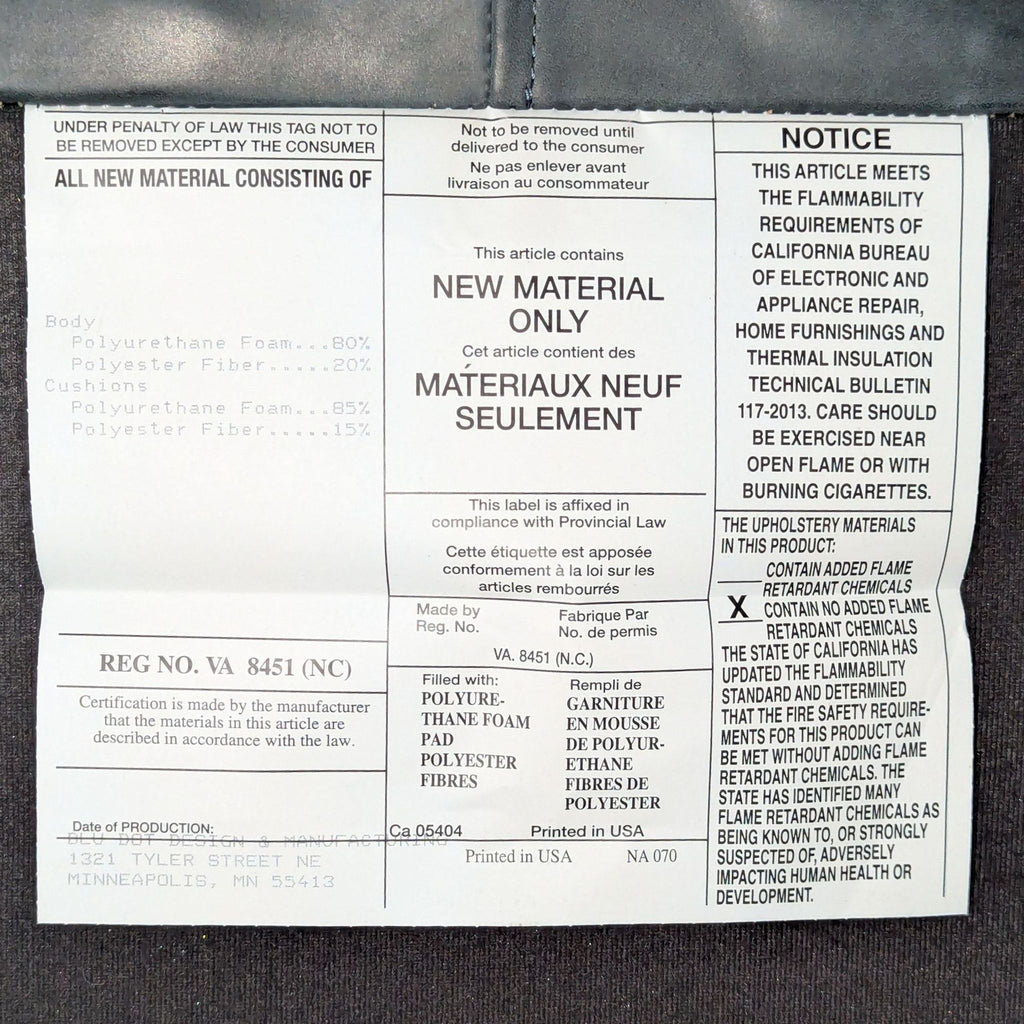 UNDER PENALTY OF LAW THIS TAG NOT TO
BE REMOVED EXCEPT BY THE CONSUMER
ALL NEW MATERIAL CONSISTING OF
Body
Polyurethane Foam...80%
Polyester Fiber.....20%
Cushions
Polyurethane Foam...85%
Polyester Fiber.....15%
REG NO. VA 8451 (NC)
Certification is made by the manufacturer
that the materials in this article are
described in accordance with the law.
Date of PRODUCTION:
BLU DOT DESIGN & MANUFACTURING
1321 TYLER STREET NE
MINNEAPOLIS, MN 55413
Not to be removed until
delivered to the consumer
Ne pas enlever avant
livraison au consommateur
This article contains
NEW MATERIAL
ONLY
Cet article contient des
MATÉRIAUX NEUF
SEULEMENT
This label is affixed in
compliance with Provincial Law
Cette étiquette est apposée
conformement à la loi sur les
articles rembourrés
Made by
Reg. No.
Fabrique Par
No. de permis
VA. 8451 (N.C.)
Filled with:
POLYURE-
THANE FOAM
PAD
POLYESTER
FIBRES
Rempli de
GARNITURE
EN MOUSSE
DE POLYUR-
ETHANE
FIBRES DE
POLYESTER
Ca 05404 Printed in USA
Printed in USA NA 070
NOTICE
THIS ARTICLE MEETS
THE FLAMMABILITY
REQUIREMENTS OF
CALIFORNIA BUREAU
OF ELECTRONIC AND
APPLIANCE REPAIR,
HOME FURNISHINGS AND
THERMAL INSULATION
TECHNICAL BULLETIN
117-2013. CARE SHOULD
BE EXERCISED NEAR
OPEN FLAME OR WITH
BURNING CIGARETTES.
THE UPHOLSTERY MATERIALS
IN THIS PRODUCT:
CONTAIN ADDED FLAME
RETARDANT CHEMICALS
X CONTAIN NO ADDED FLAME
RETARDANT CHEMICALS
THE STATE OF CALIFORNIA HAS
UPDATED THE FLAMMABILITY
STANDARD AND DETERMINED
THAT THE FIRE SAFETY REQUIRE-
MENTS FOR THIS PRODUCT CAN
BE MET WITHOUT ADDING FLAME
RETARDANT CHEMICALS. THE
STATE HAS IDENTIFIED MANY
FLAME RETARDANT CHEMICALS AS
BEING KNOWN TO, OR STRONGLY
SUSPECTED OF, ADVERSELY
IMPACTING HUMAN HEALTH OR
DEVELOPMENT.